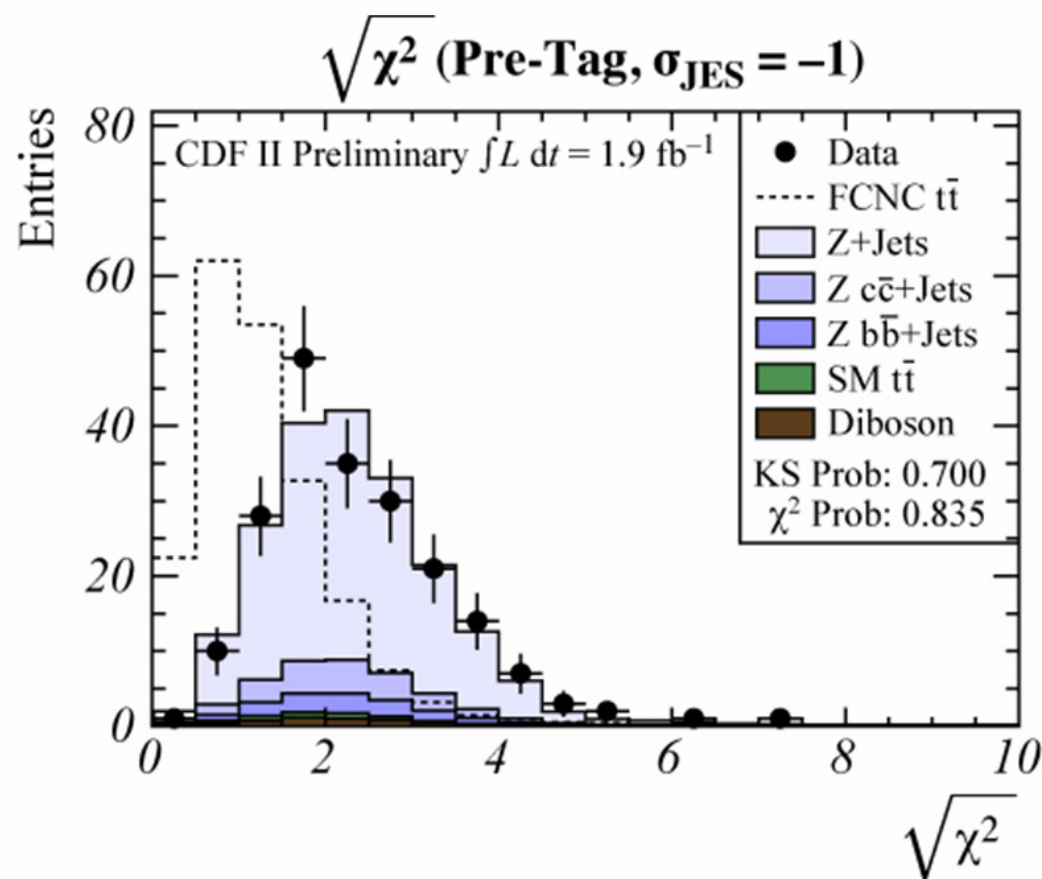 √χ² (Pre-Tag, σ_JES = −1)
Entries
80
60
40
20
0
CDF II Preliminary ∫L dt = 1.9 fb⁻¹
Data
FCNC tt̄
Z+Jets
Z cc̄+Jets
Z bb̄+Jets
SM tt̄
Diboson
KS Prob: 0.700
χ² Prob: 0.835
0 2 4 6 8 10
√χ²